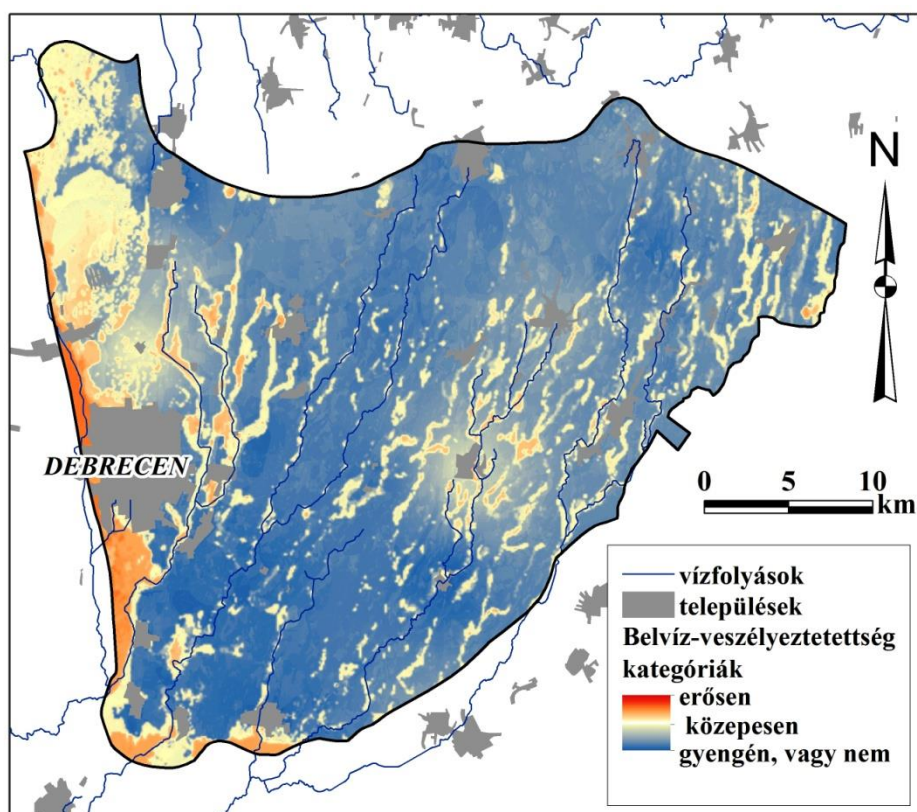 N
DEBRECEN
0 5 10
km
vízfolyások
települések
Belvíz-veszélyeztetettség
kategóriák
erősen
közepesen
gyengén, vagy nem